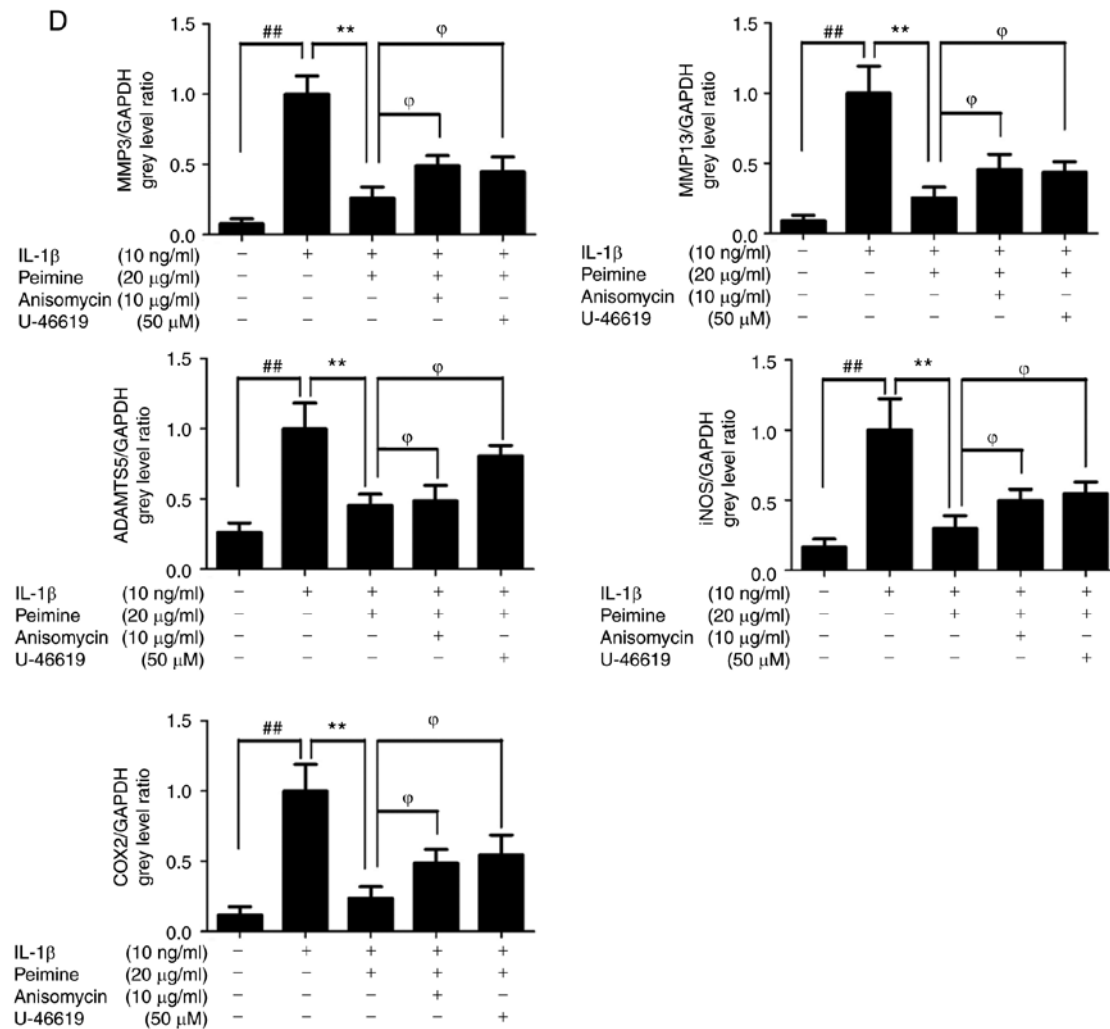 D
MMP3/GAPDH
grey level ratio
1.5
1.0
0.5
0.0
## ** φ
φ
IL-1β (10 ng/ml) − + + + +
Peimine (20 μg/ml) − − + + +
Anisomycin (10 μg/ml) − − − + −
U-46619 (50 μM) − − − − +
MMP13/GAPDH
grey level ratio
1.5
1.0
0.5
0.0
## ** φ
φ
IL-1β (10 ng/ml) − + + + +
Peimine (20 μg/ml) − − + + +
Anisomycin (10 μg/ml) − − − + −
U-46619 (50 μM) − − − − +
ADAMTS5/GAPDH
grey level ratio
1.5
1.0
0.5
0.0
## ** φ
φ
IL-1β (10 ng/ml) − + + + +
Peimine (20 μg/ml) − − + + +
Anisomycin (10 μg/ml) − − − + −
U-46619 (50 μM) − − − − +
iNOS/GAPDH
grey level ratio
1.5
1.0
0.5
0.0
## ** φ
φ
IL-1β (10 ng/ml) − + + + +
Peimine (20 μg/ml) − − + + +
Anisomycin (10 μg/ml) − − − + −
U-46619 (50 μM) − − − − +
COX2/GAPDH
grey level ratio
1.5
1.0
0.5
0.0
## ** φ
φ
IL-1β (10 ng/ml) − + + + +
Peimine (20 μg/ml) − − + + +
Anisomycin (10 μg/ml) − − − + −
U-46619 (50 μM) − − − − +